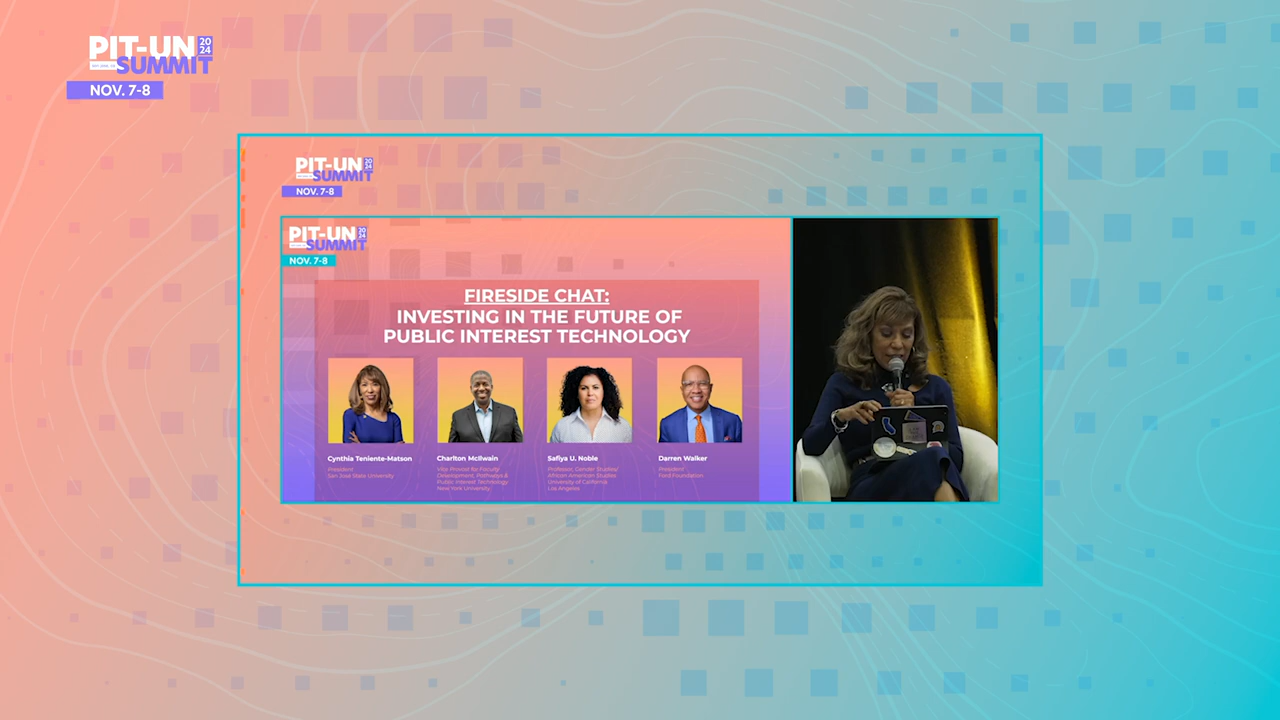 PIT-UN 2024
SUMMIT
NOV. 7-8
PIT-UN 2024
SUMMIT
NOV. 7-8
PIT-UN 2024
SUMMIT
NOV. 7-8
FIRESIDE CHAT:
INVESTING IN THE FUTURE OF
PUBLIC INTEREST TECHNOLOGY
Cynthia Teniente-Matson
President
San José State University
Charlton McIlwain
Vice Provost for Faculty
Development, Pathways &
Public Interest Technology
New York University
Safiya U. Noble
Professor, Gender Studies/
African American Studies
University of California
Los Angeles
Darren Walker
President
Ford Foundation